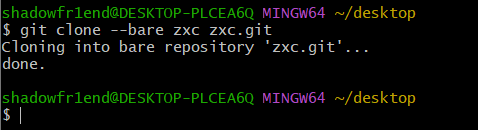 shadowfr1end@DESKTOP-PLCEA6Q MINGW64 ~/desktop
$ git clone --bare zxc zxc.git
Cloning into bare repository 'zxc.git'...
done.
shadowfr1end@DESKTOP-PLCEA6Q MINGW64 ~/desktop
$